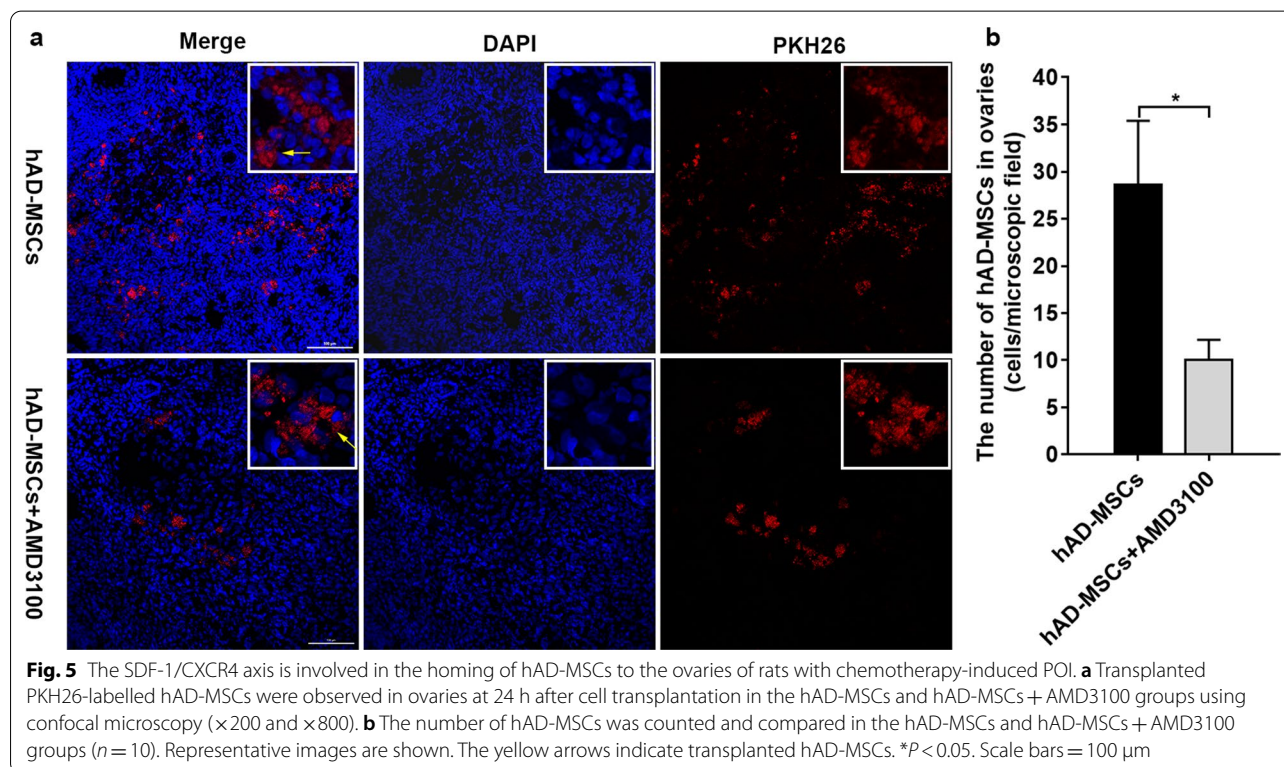 a
Merge
DAPI
PKH26
hAD-MSCs
100 μm
hAD-MSCs+AMD3100
b
The number of hAD-MSCs in ovaries
(cells/microscopic field)
40
35
30
25
20
15
10
5
0
*
hAD-MSCs
hAD-MSCs+AMD3100
Fig. 5 The SDF-1/CXCR4 axis is involved in the homing of hAD-MSCs to the ovaries of rats with chemotherapy-induced POI. a Transplanted
PKH26-labelled hAD-MSCs were observed in ovaries at 24 h after cell transplantation in the hAD-MSCs and hAD-MSCs + AMD3100 groups using
confocal microscopy (×200 and ×800). b The number of hAD-MSCs was counted and compared in the hAD-MSCs and hAD-MSCs + AMD3100
groups (n = 10). Representative images are shown. The yellow arrows indicate transplanted hAD-MSCs. *P < 0.05. Scale bars = 100 μm